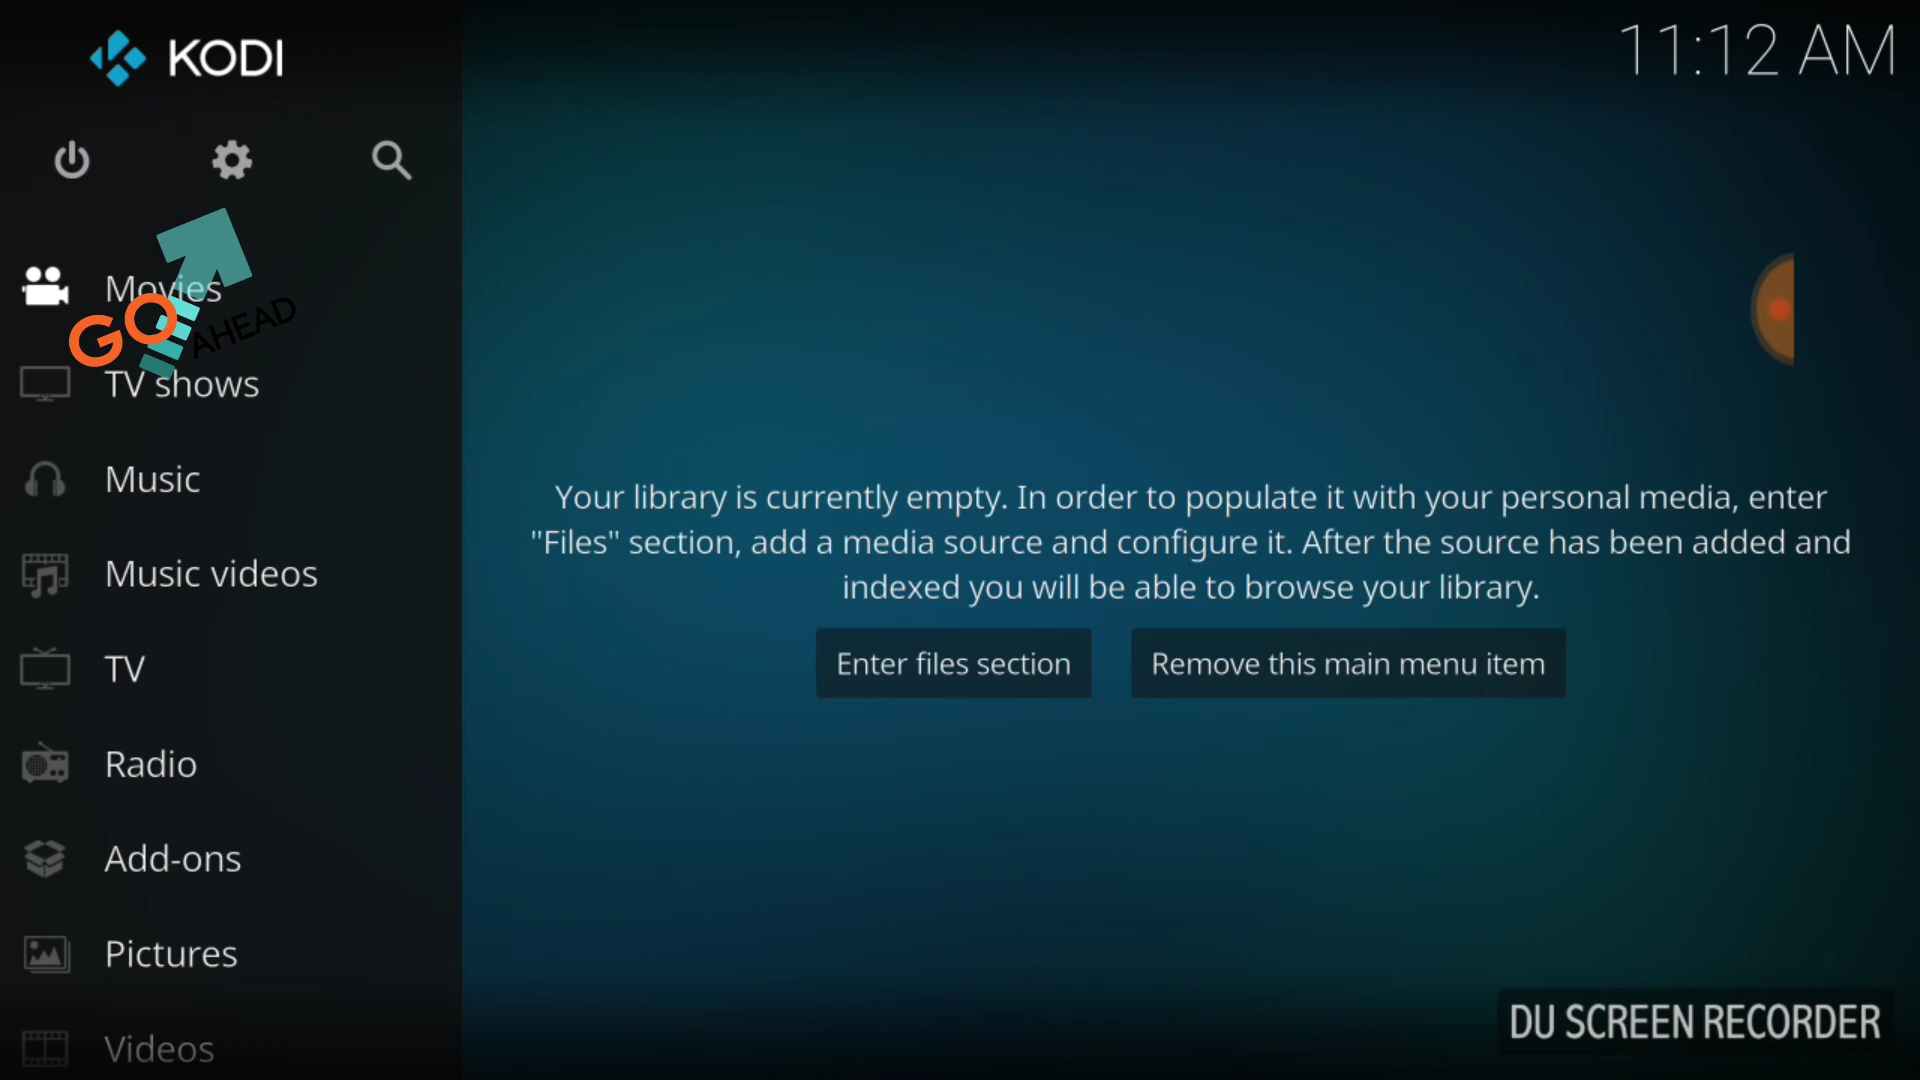 KODI
11:12 AM
Movies
GO AHEAD
TV shows
Music
Music videos
TV
Radio
Add-ons
Pictures
Videos
Your library is currently empty. In order to populate it with your personal media, enter
"Files" section, add a media source and configure it. After the source has been added and
indexed you will be able to browse your library.
Enter files section
Remove this main menu item
DU SCREEN RECORDER